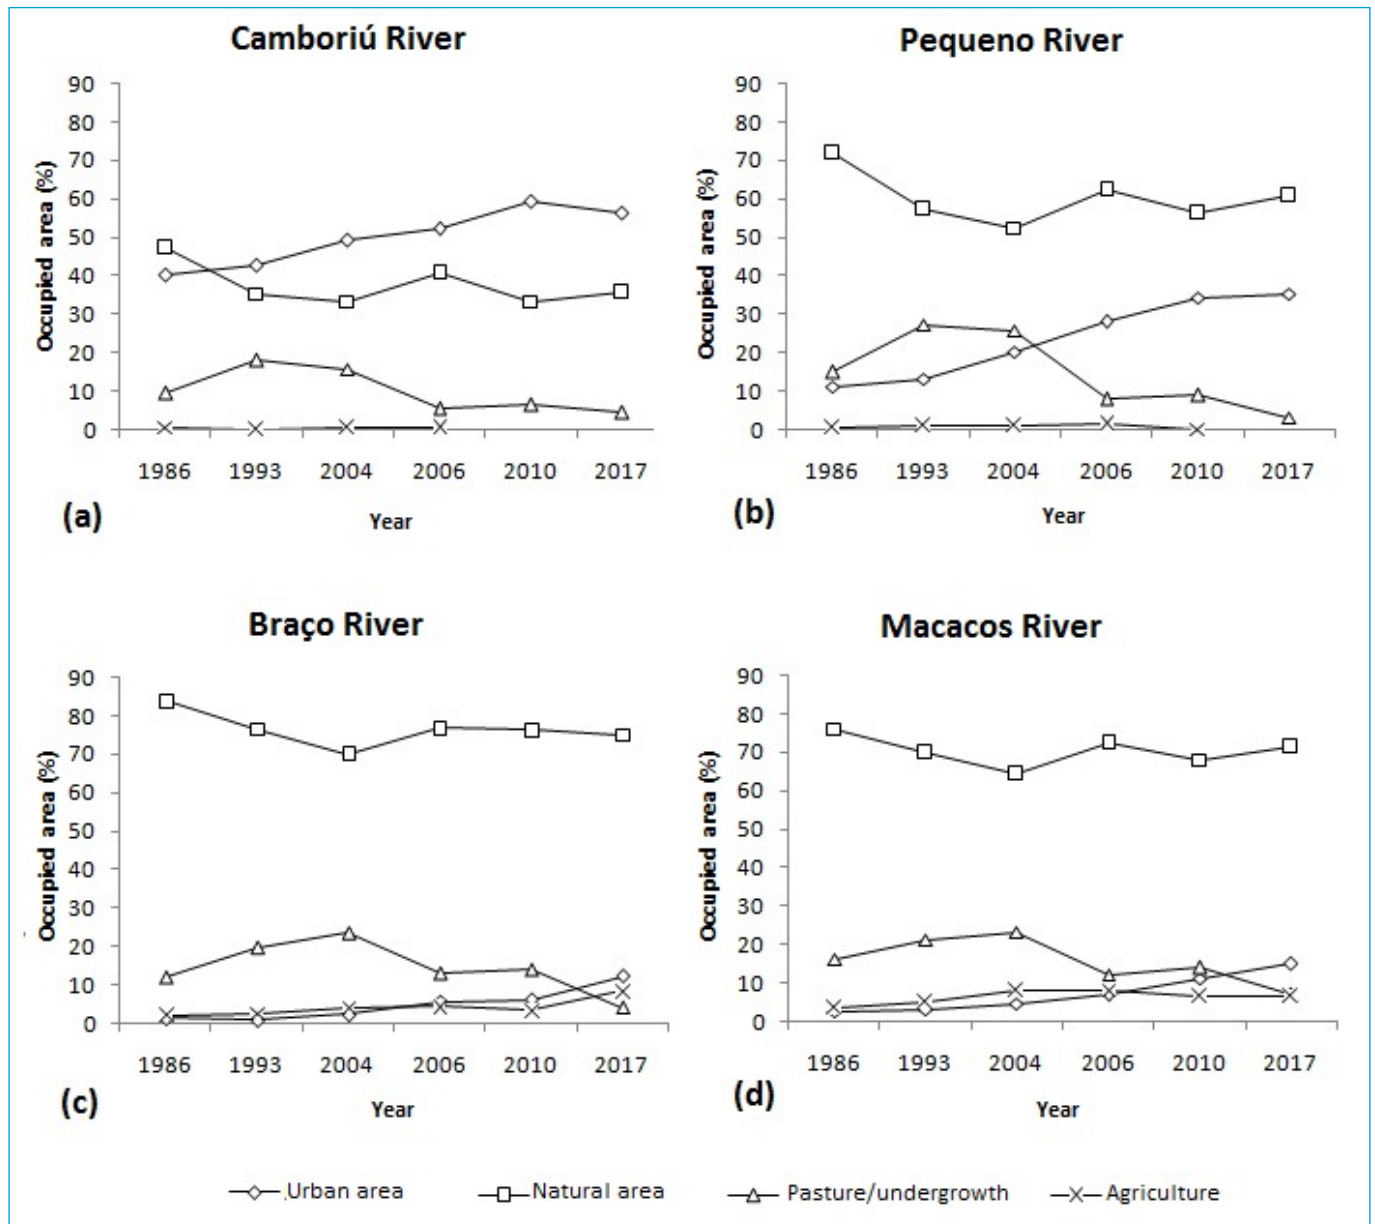 Camboriú River
Occupied area (%)
90
80
70
60
50
40
30
20
10
0
1986 1993 2004 2006 2010 2017
(a)
Year
Pequeno River
Occupied area (%)
90
80
70
60
50
40
30
20
10
0
1986 1993 2004 2006 2010 2017
(b)
Year
Braço River
Occupied area (%)
90
80
70
60
50
40
30
20
10
0
1986 1993 2004 2006 2010 2017
(c)
Year
Macacos River
Occupied area (%)
90
80
70
60
50
40
30
20
10
0
1986 1993 2004 2006 2010 2017
(d)
Year
Urban area Natural area Pasture/undergrowth Agriculture